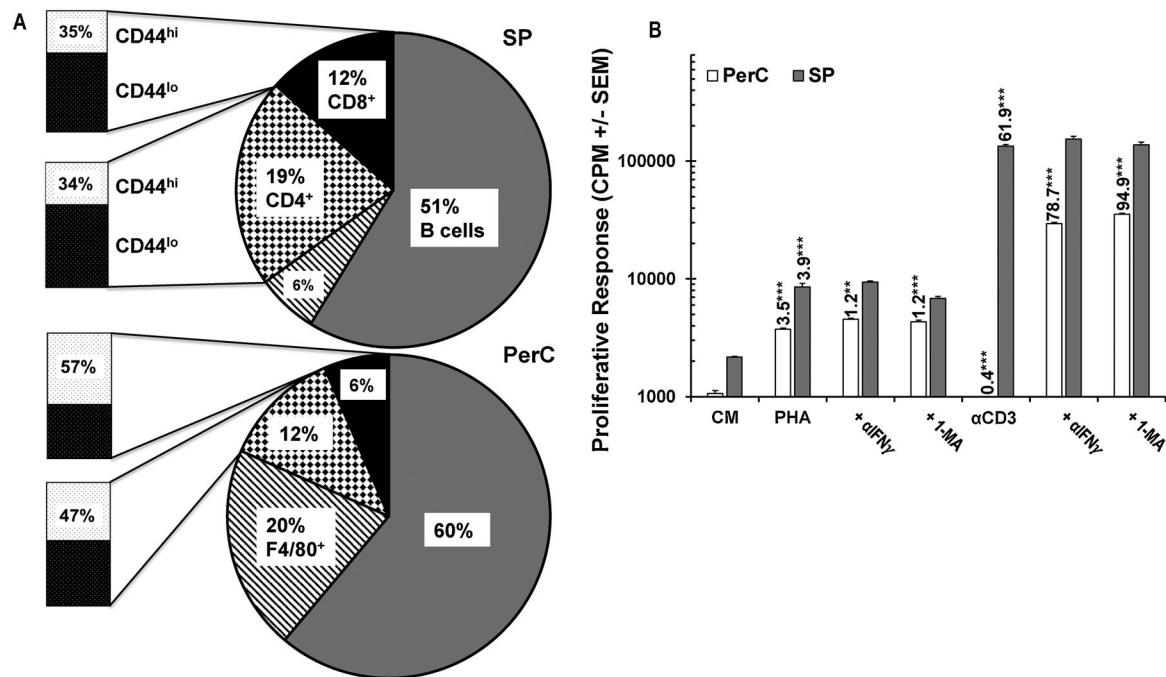 A
35%
CD44hi
CD44lo
34%
CD44hi
CD44lo
SP
12%
CD8+
19%
CD4+
51%
B cells
6%
PerC
57%
47%
6%
12%
20%
F4/80+
60%
B
PerC
SP
Proliferative Response (CPM +/- SEM)
100000
10000
1000
3.5***
3.9***
1.2**
1.2***
0.4***
61.9***
78.7***
94.9***
CM
PHA
+ αIFNγ
+ 1-MA
αCD3
+ αIFNγ
+ 1-MA